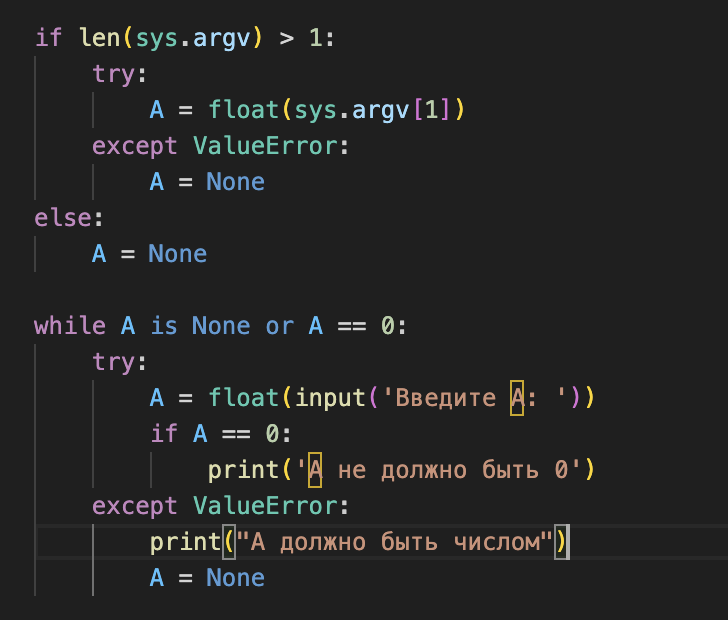 if len(sys.argv) > 1:
    try:
        A = float(sys.argv[1])
    except ValueError:
        A = None
else:
    A = None

while A is None or A == 0:
    try:
        A = float(input('Введите А: '))
        if A == 0:
            print('А не должно быть 0')
    except ValueError:
        print("A должно быть числом")
        A = None